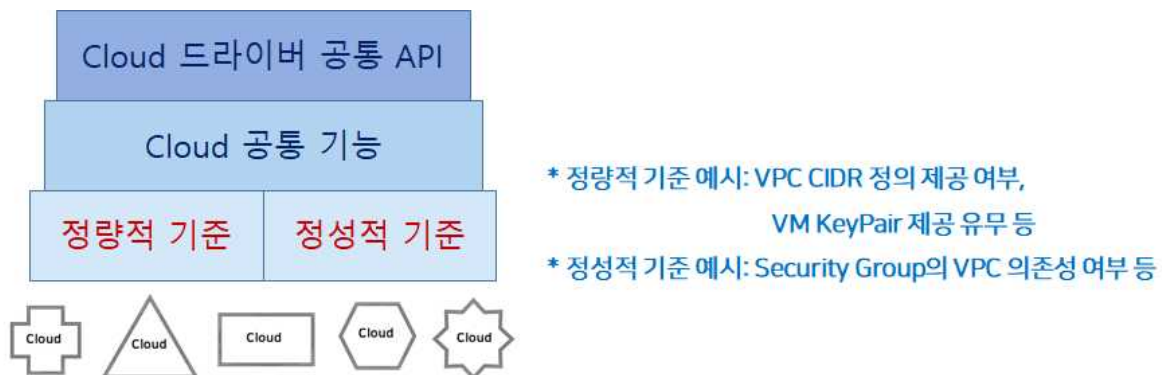 Cloud 드라이버 공통 API
Cloud 공통 기능
정량적 기준 정성적 기준
Cloud Cloud Cloud Cloud Cloud
* 정량적 기준 예시: VPC CIDR 정의 제공 여부,
VM KeyPair 제공 유무 등
* 정성적 기준 예시: Security Group의 VPC 의존성 여부 등